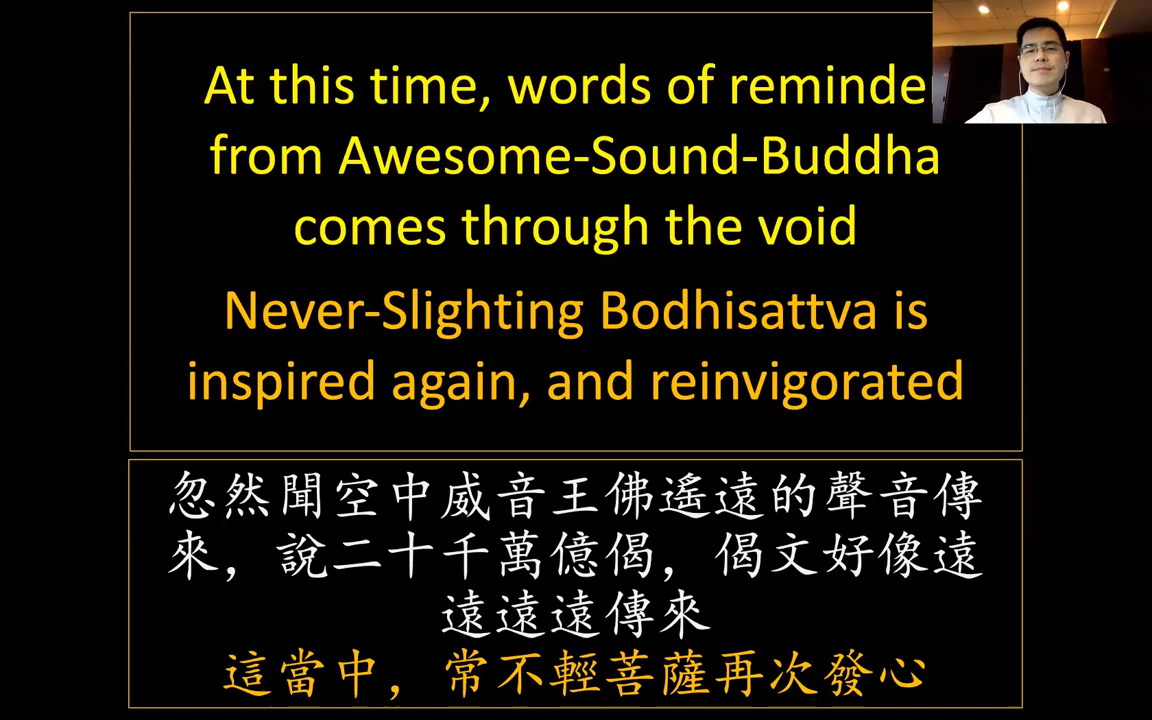 At this time, words of reminde
from Awesome-Sound-Buddha
comes through the void
Never-Slighting Bodhisattva is
inspired again, and reinvigorated
忽然聞空中威音王佛遙遠的聲音傳
來，說二十千萬億偈，偈文好像遠
遠遠遠傳來
這當中，常不輕菩薩再次發心